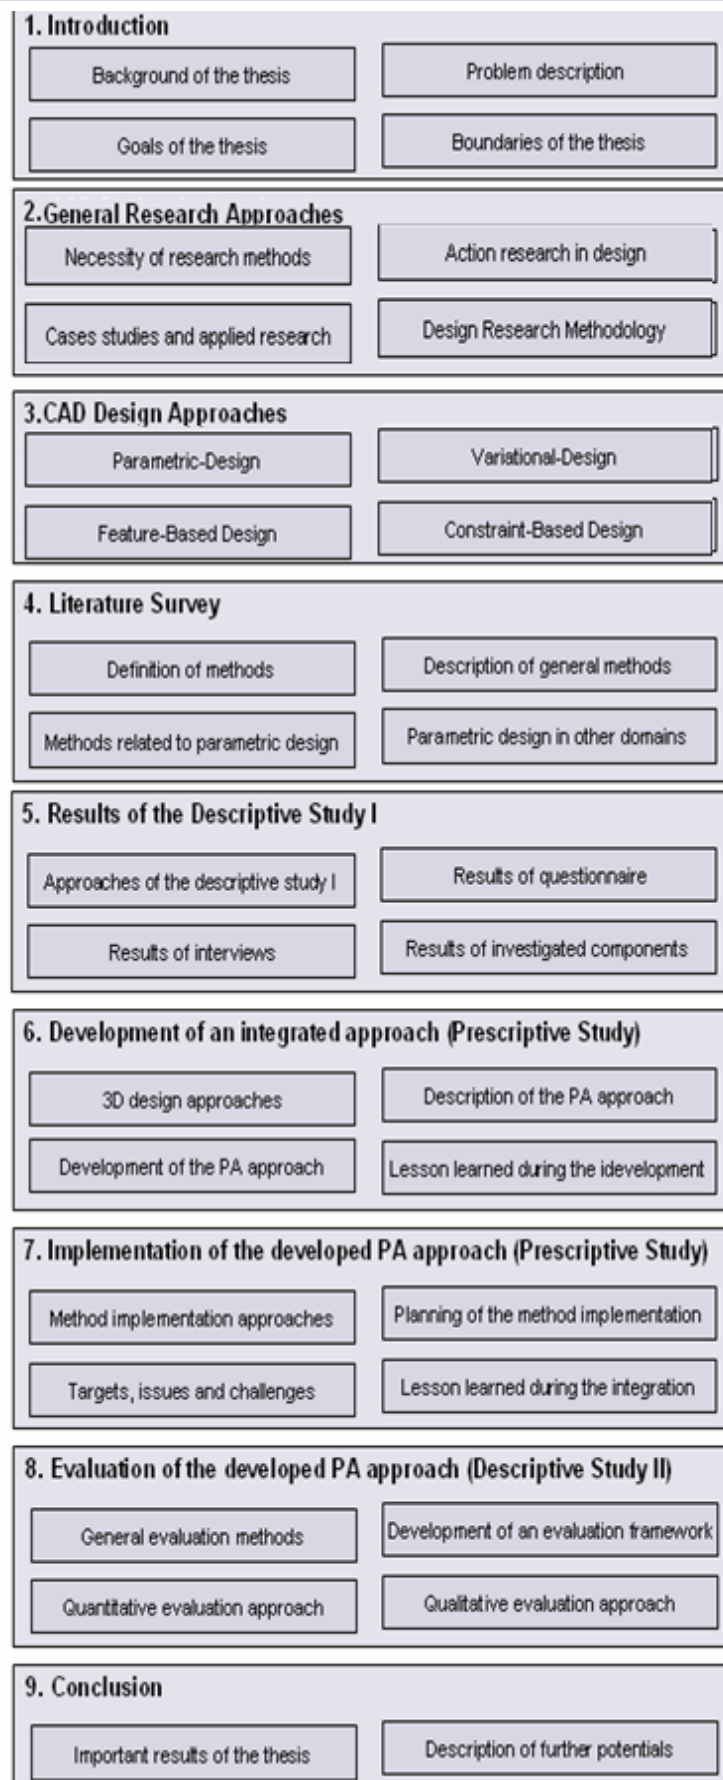 1. Introduction
Background of the thesis
Problem description
Goals of the thesis
Boundaries of the thesis
2.General Research Approaches
Necessity of research methods
Action research in design
Cases studies and applied research
Design Research Methodology
3.CAD Design Approaches
Parametric-Design
Variational-Design
Feature-Based Design
Constraint-Based Design
4. Literature Survey
Definition of methods
Description of general methods
Methods related to parametric design
Parametric design in other domains
5. Results of the Descriptive Study I
Approaches of the descriptive study I
Results of questionnaire
Results of interviews
Results of investigated components
6. Development of an integrated approach (Prescriptive Study)
3D design approaches
Description of the PA approach
Development of the PA approach
Lesson learned during the idevelopment
7. Implementation of the developed PA approach (Prescriptive Study)
Method implementation approaches
Planning of the method implementation
Targets, issues and challenges
Lesson learned during the integration
8. Evaluation of the developed PA approach (Descriptive Study II)
General evaluation methods
Development of an evaluation framework
Quantitative evaluation approach
Qualitative evaluation approach
9. Conclusion
Important results of the thesis
Description of further potentials